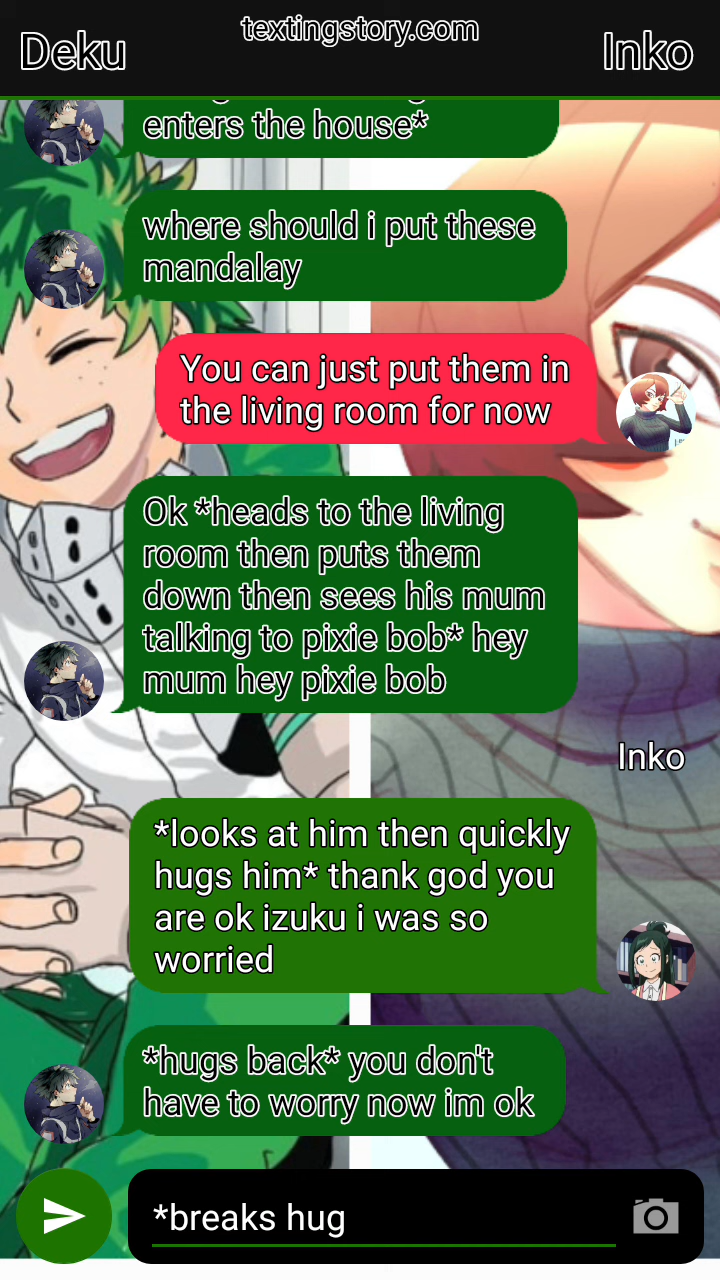 textingstory.com
Deku
Inko
enters the house*
where should i put these
mandalay
You can just put them in
the living room for now
Ok *heads to the living
room then puts them
down then sees his mum
talking to pixie bob* hey
mum hey pixie bob
Inko
*looks at him then quickly
hugs him* thank god you
are ok izuku i was so
worried
*hugs back* you don't
have to worry now im ok
*breaks hug